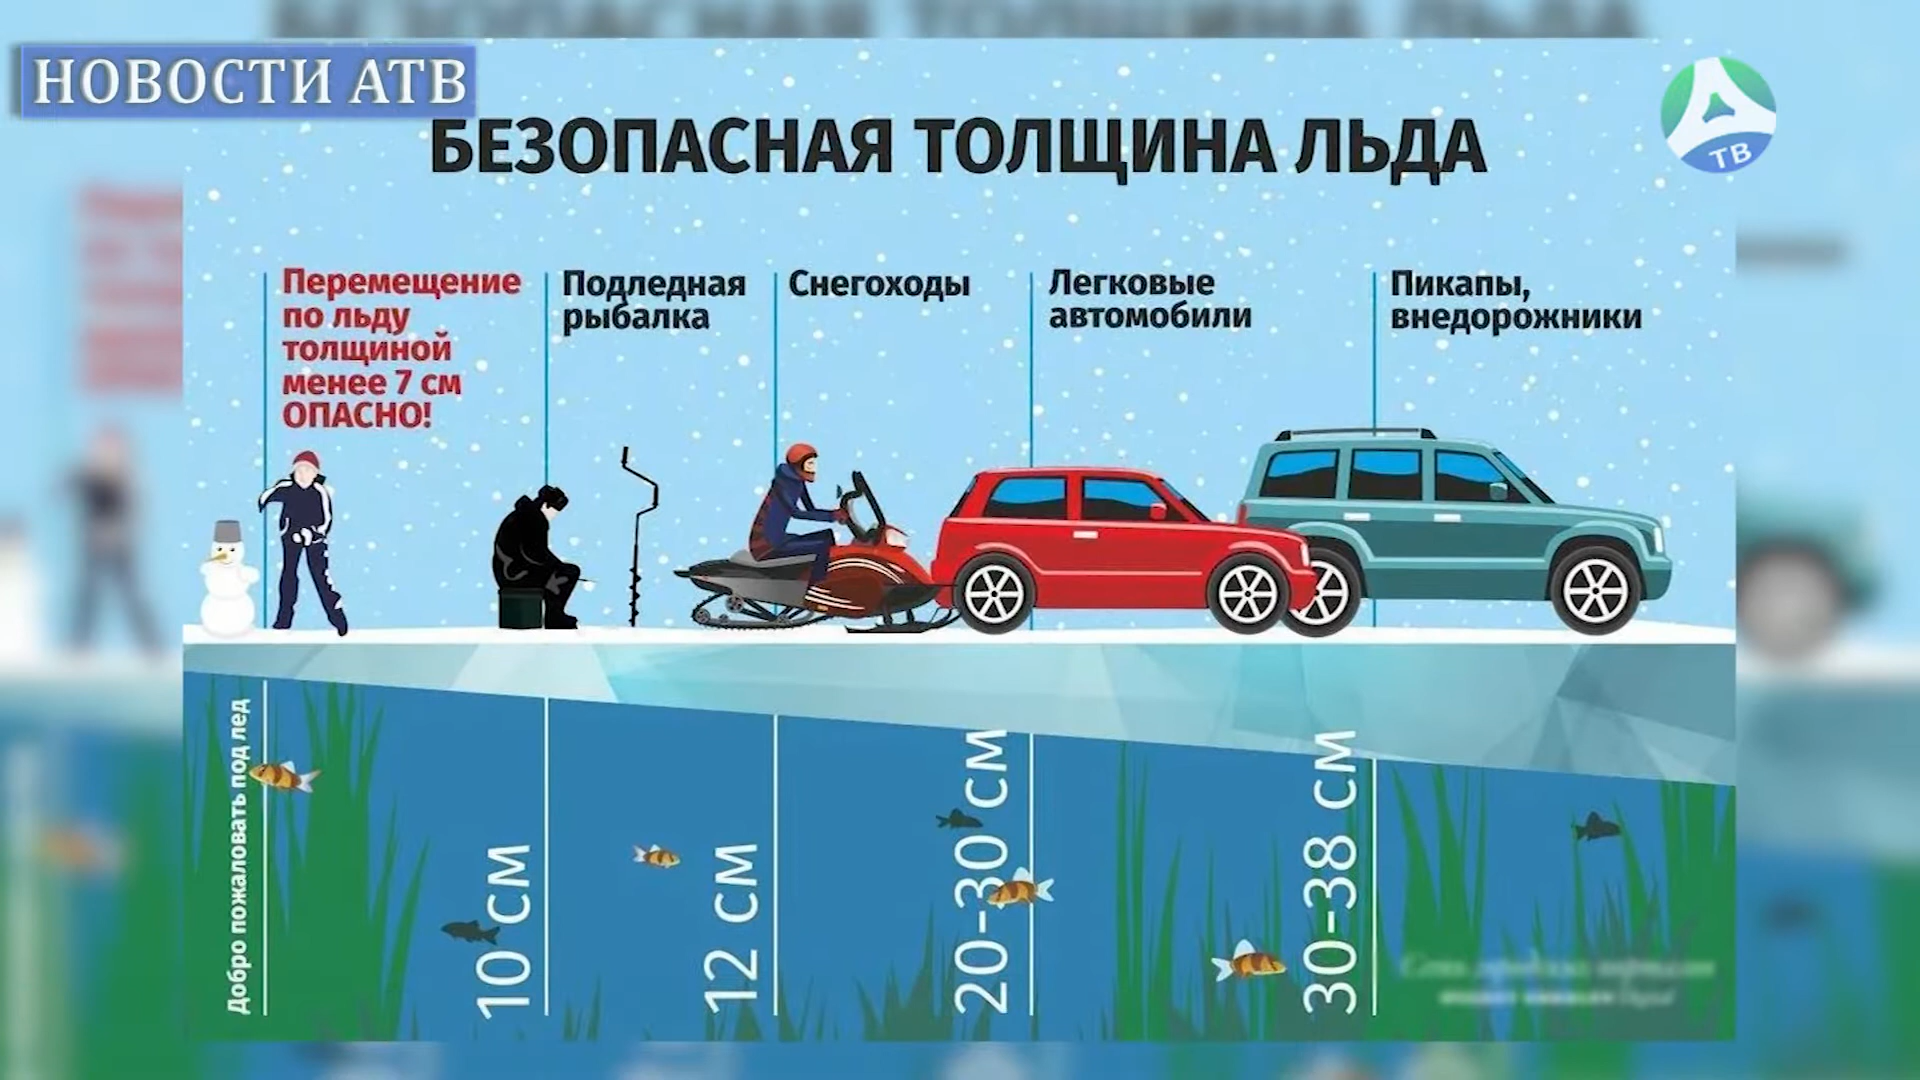 НОВОСТИ АТВ
ТВ
БЕЗОПАСНАЯ ТОЛЩИНА ЛЬДА
Перемещение
по льду
толщиной
менее 7 см
ОПАСНО!
Подледная
рыбалка
Снегоходы
Легковые
автомобили
Пикапы,
внедорожники
Добро пожаловать под лед
10 см
12 см
20-30 см
30-38 см